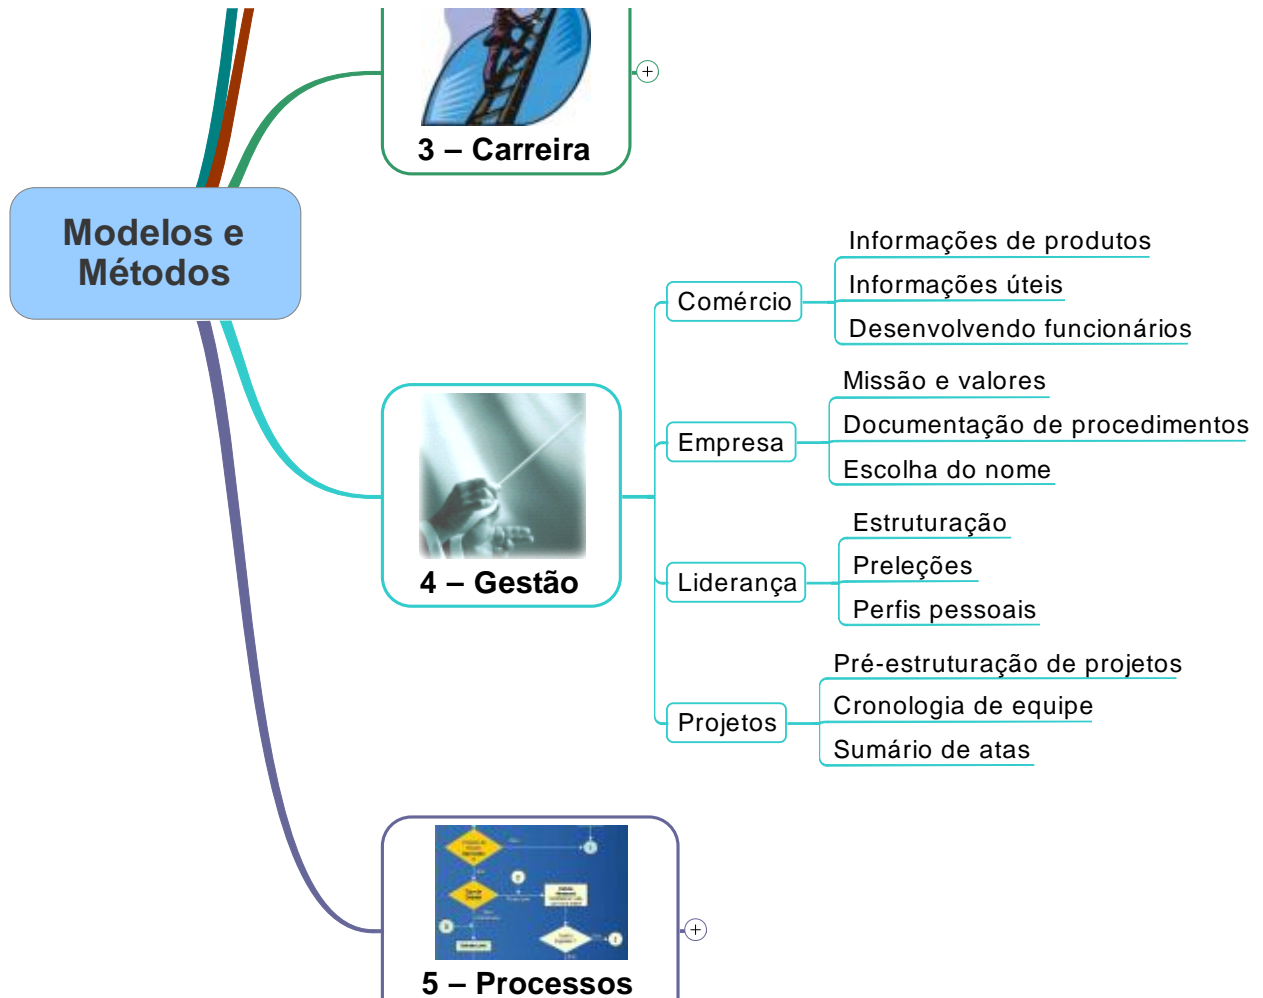 3 – Carreira
Modelos e
Métodos
Informações de produtos
Informações úteis
Desenvolvendo funcionários
Comércio
Missão e valores
Documentação de procedimentos
Escolha do nome
Empresa
4 – Gestão
Estruturação
Preleções
Perfis pessoais
Liderança
Pré-estruturação de projetos
Cronologia de equipe
Sumário de atas
Projetos
5 – Processos